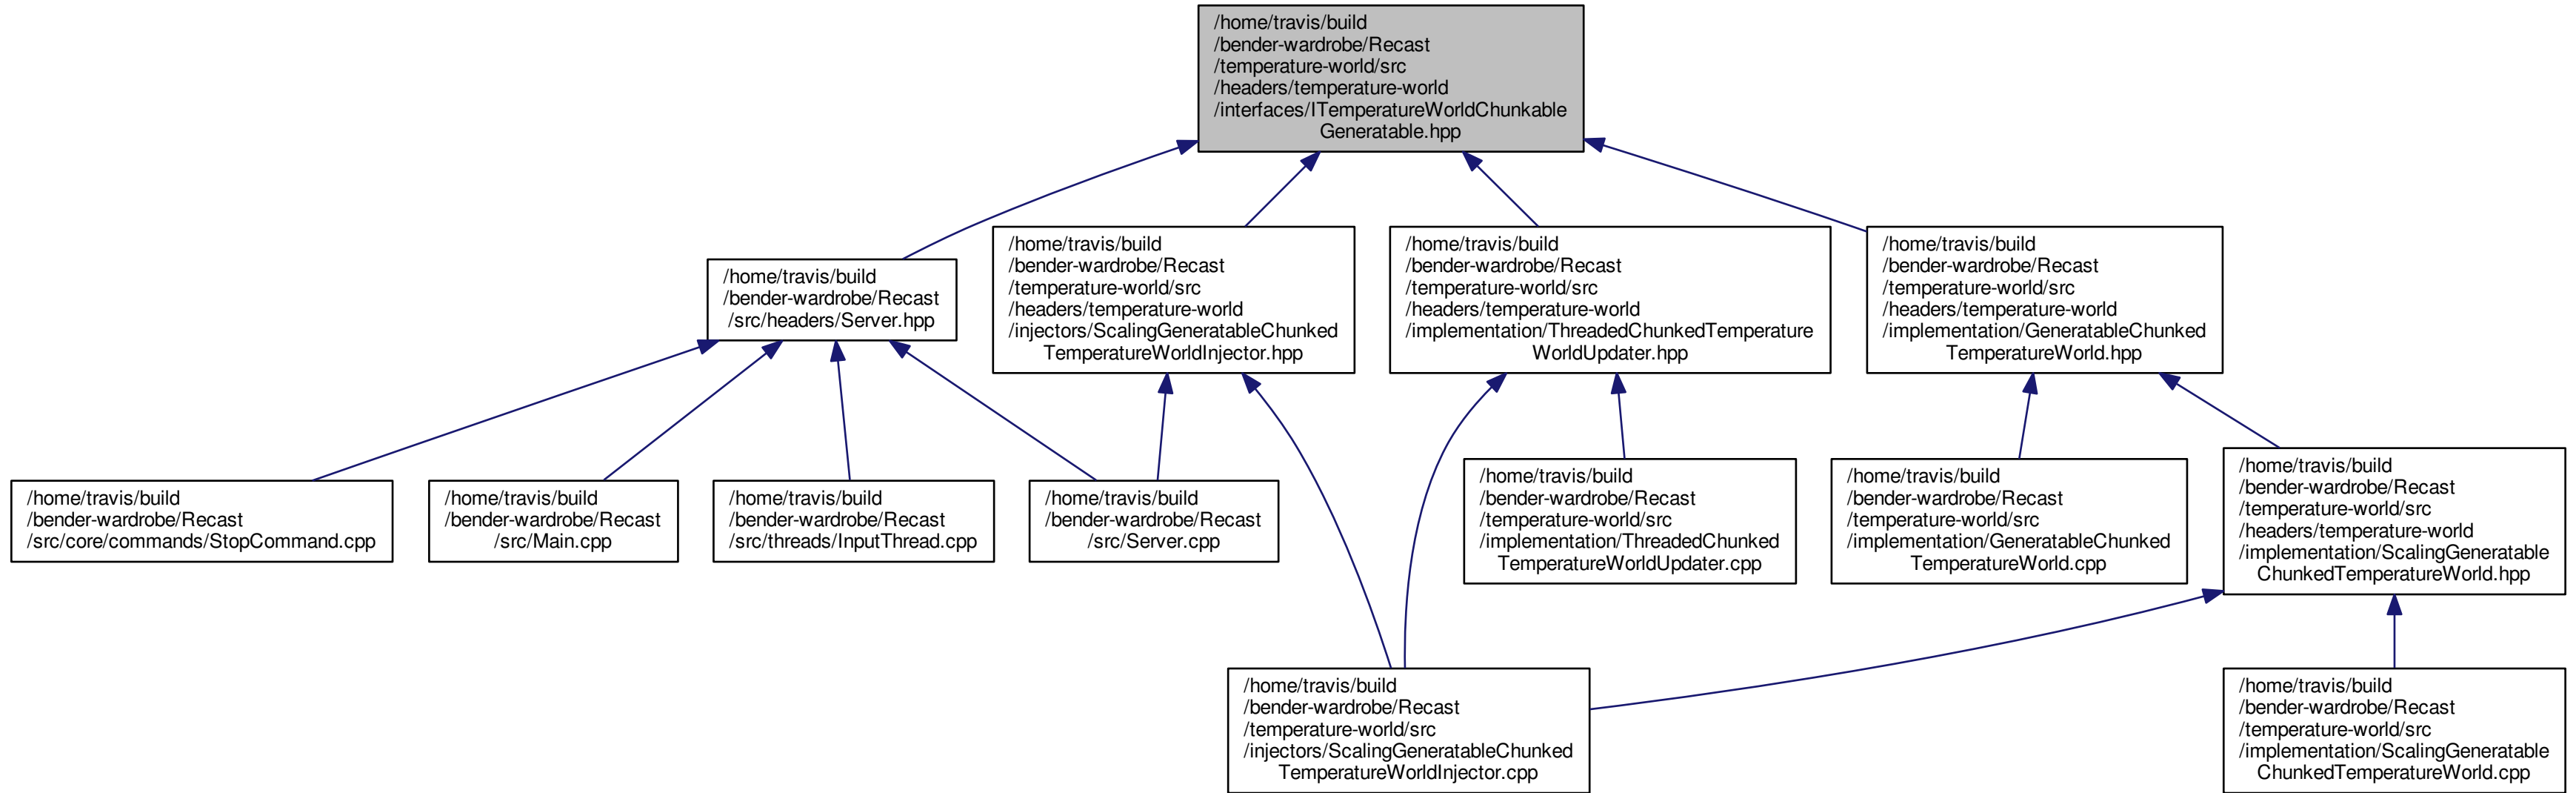 /home/travis/build
/bender-wardrobe/Recast
/temperature-world/src
/headers/temperature-world
/interfaces/ITemperatureWorldChunkable
Generatable.hpp
/home/travis/build
/bender-wardrobe/Recast
/src/headers/Server.hpp
/home/travis/build
/bender-wardrobe/Recast
/temperature-world/src
/headers/temperature-world
/injectors/ScalingGeneratableChunked
TemperatureWorldInjector.hpp
/home/travis/build
/bender-wardrobe/Recast
/temperature-world/src
/headers/temperature-world
/implementation/ThreadedChunkedTemperature
WorldUpdater.hpp
/home/travis/build
/bender-wardrobe/Recast
/temperature-world/src
/headers/temperature-world
/implementation/GeneratableChunked
TemperatureWorld.hpp
/home/travis/build
/bender-wardrobe/Recast
/src/core/commands/StopCommand.cpp
/home/travis/build
/bender-wardrobe/Recast
/src/Main.cpp
/home/travis/build
/bender-wardrobe/Recast
/src/threads/InputThread.cpp
/home/travis/build
/bender-wardrobe/Recast
/src/Server.cpp
/home/travis/build
/bender-wardrobe/Recast
/temperature-world/src
/implementation/ThreadedChunked
TemperatureWorldUpdater.cpp
/home/travis/build
/bender-wardrobe/Recast
/temperature-world/src
/implementation/GeneratableChunked
TemperatureWorld.cpp
/home/travis/build
/bender-wardrobe/Recast
/temperature-world/src
/headers/temperature-world
/implementation/ScalingGeneratable
ChunkedTemperatureWorld.hpp
/home/travis/build
/bender-wardrobe/Recast
/temperature-world/src
/injectors/ScalingGeneratableChunked
TemperatureWorldInjector.cpp
/home/travis/build
/bender-wardrobe/Recast
/temperature-world/src
/implementation/ScalingGeneratable
ChunkedTemperatureWorld.cpp